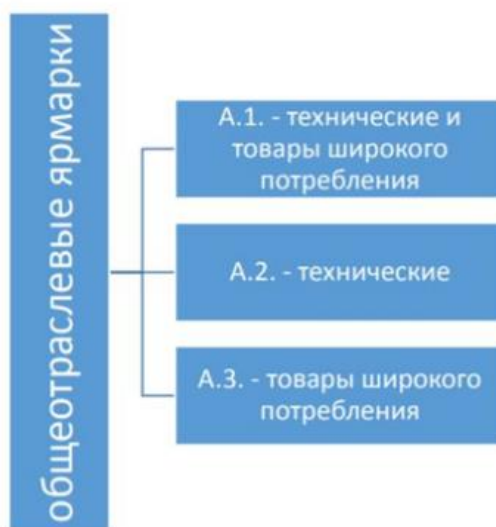 общеотраслевые ярмарки
А.1. - технические и
товары широкого
потребления
А.2. - технические
А.3. - товары широкого
потребления